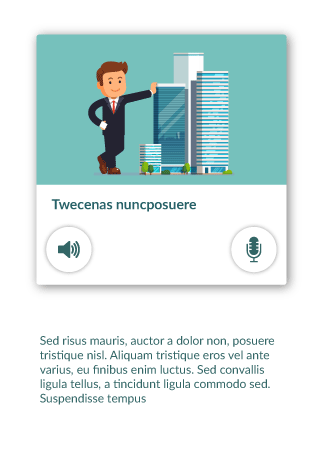 Twecenas nuncposuere
Sed risus mauris, auctor a dolor non, posuere
tristique nisl. Aliquam tristique eros vel ante
varius, eu finibus enim luctus. Sed convallis
ligula tellus, a tincidunt ligula commodo sed.
Suspendisse tempus